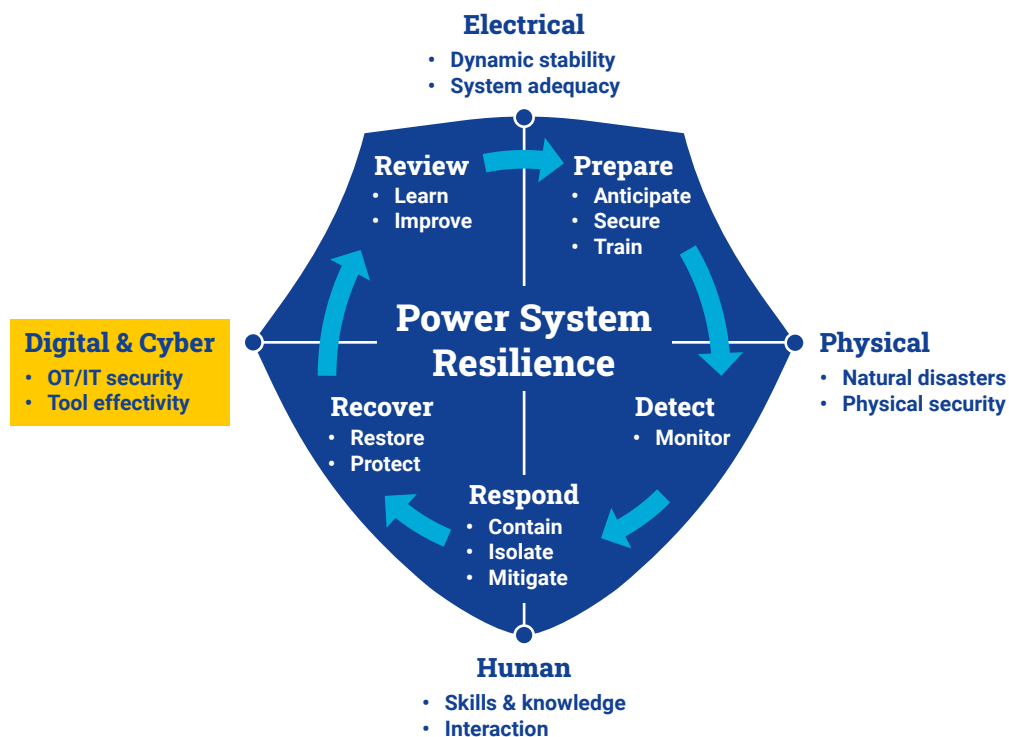 Electrical
• Dynamic stability
• System adequacy
Review
• Learn
• Improve
Prepare
• Anticipate
• Secure
• Train
Power System
Resilience
Digital & Cyber
• OT/IT security
• Tool effectivity
Physical
• Natural disasters
• Physical security
Recover
• Restore
• Protect
Detect
• Monitor
Respond
• Contain
• Isolate
• Mitigate
Human
• Skills & knowledge
• Interaction